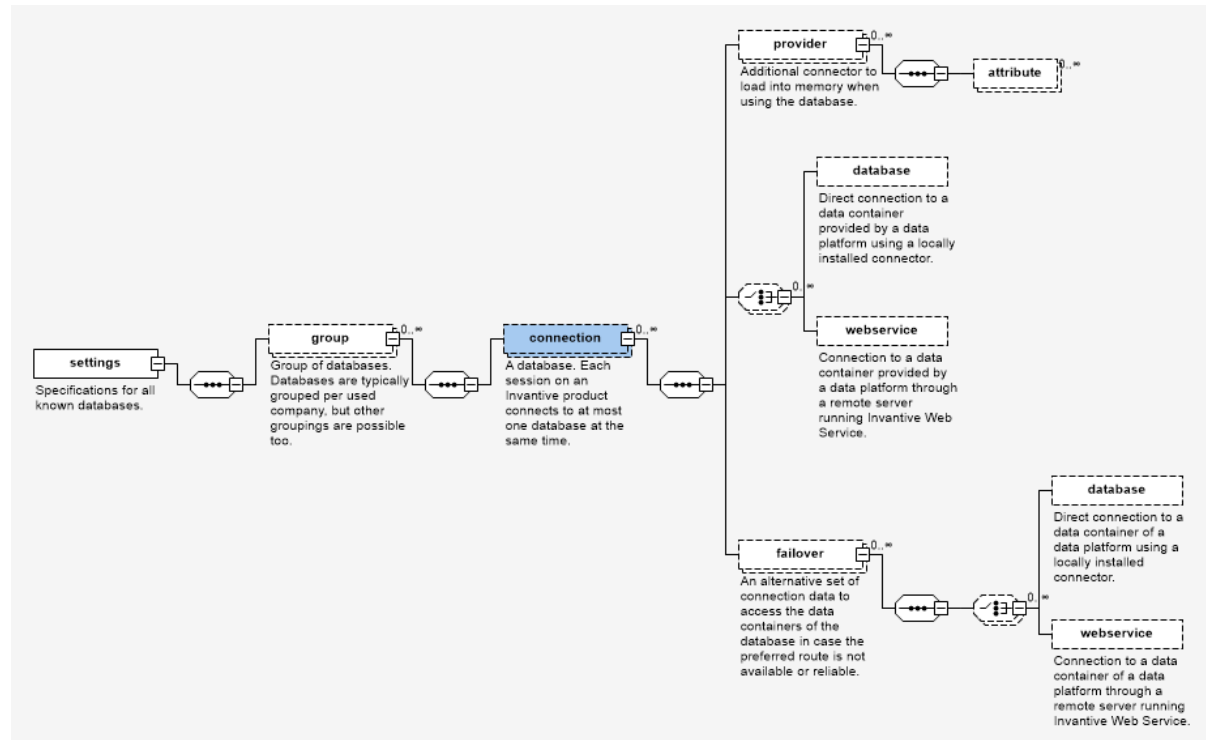 settings
Specifications for all
known databases.
group
0..∞
Group of databases.
Databases are typically
grouped per used
company, but other
groupings are possible
too.
connection
0..∞
A database. Each
session on an
Invantive product
connects to at most
one database at the
same time.
provider
0..∞
Additional connector to
load into memory when
using the database.
attribute
0..∞
0..∞
database
Direct connection to a
data container
provided by a data
platform using a locally
installed connector.
webservice
Connection to a data
container provided by
a data platform through
a remote server
running Invantive Web
Service.
failover
0..∞
An alternative set of
connection data to
access the data
containers of the
database in case the
preferred route is not
available or reliable.
0..∞
database
Direct connection to a
data container of a
data platform using a
locally installed
connector.
webservice
Connection to a data
container of a data
platform through a
remote server running
Invantive Web Service.